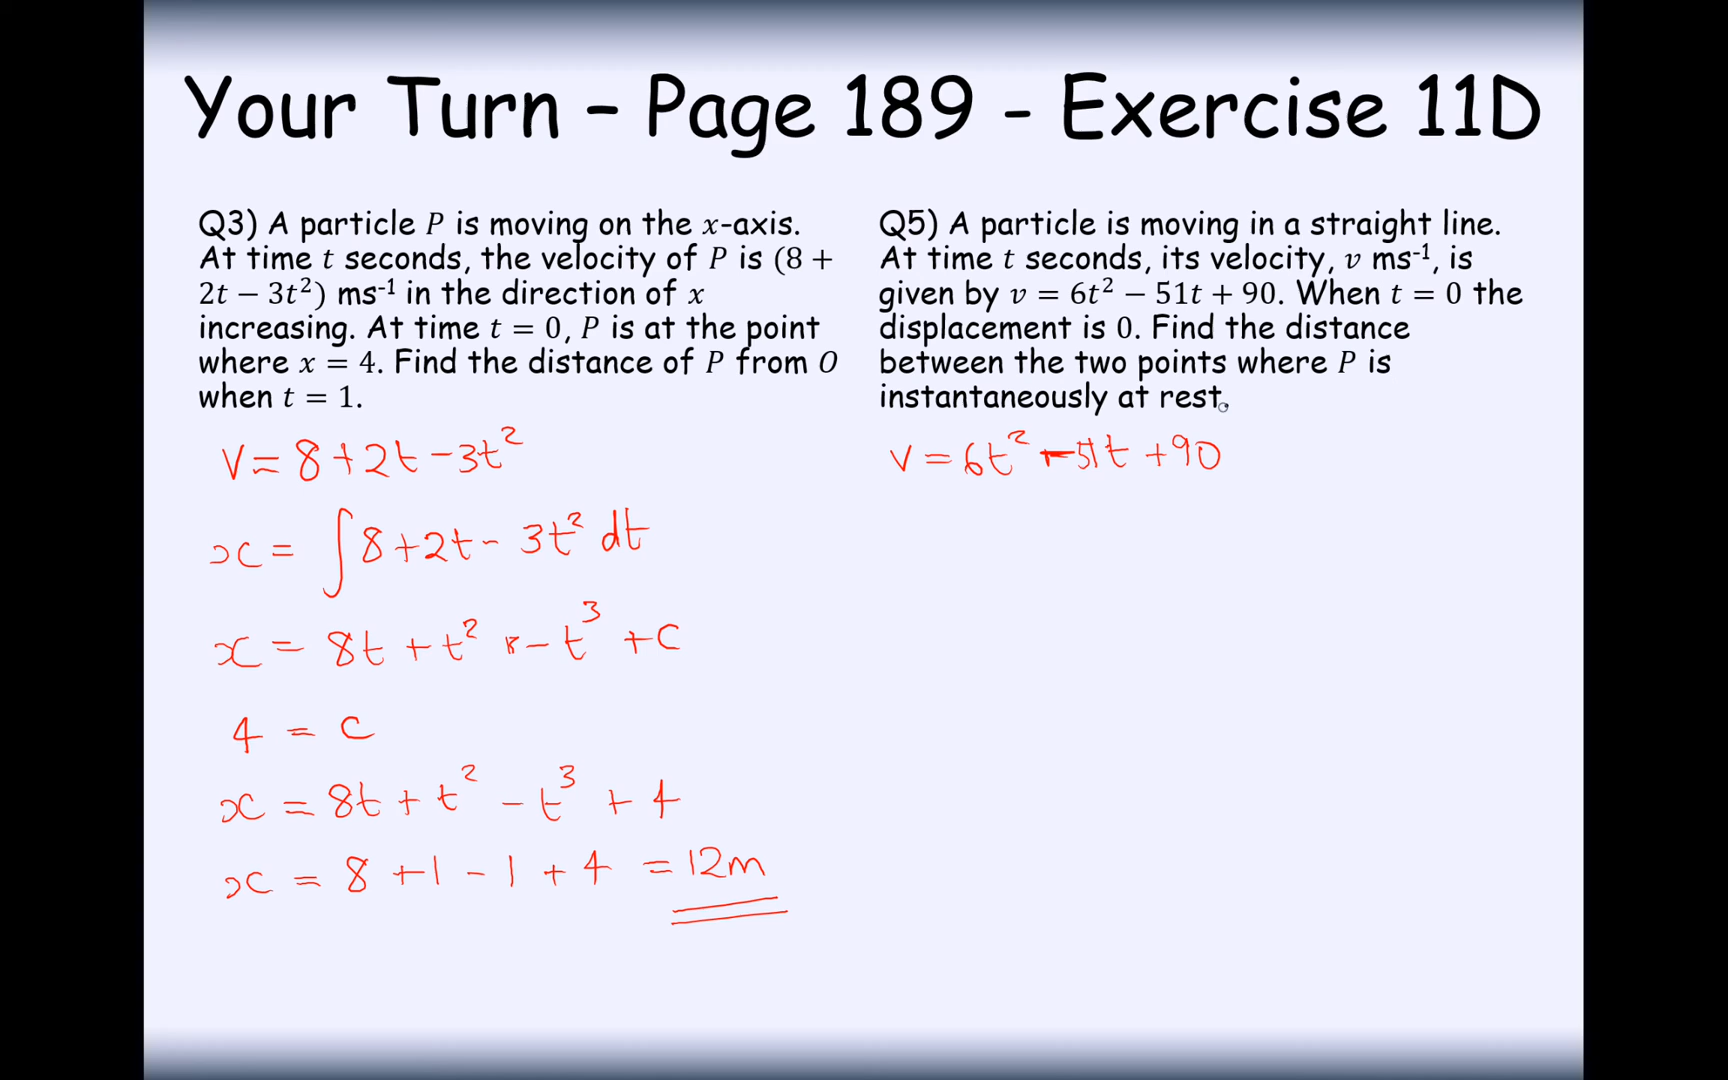 Your Turn – Page 189 - Exercise 11D
Q3) A particle P is moving on the x-axis.
At time t seconds, the velocity of P is (8 +
2t − 3t²) ms⁻¹ in the direction of x
increasing. At time t = 0, P is at the point
where x = 4. Find the distance of P from O
when t = 1.
v = 8 + 2t − 3t²
x = ∫ 8 + 2t − 3t² dt
x = 8t + t² − t³ + c
4 = c
x = 8t + t² − t³ + 4
x = 8 + 1 − 1 + 4 = 12m
Q5) A particle is moving in a straight line.
At time t seconds, its velocity, v ms⁻¹, is
given by v = 6t² − 51t + 90. When t = 0 the
displacement is 0. Find the distance
between the two points where P is
instantaneously at rest.
v = 6t² − 51t + 90